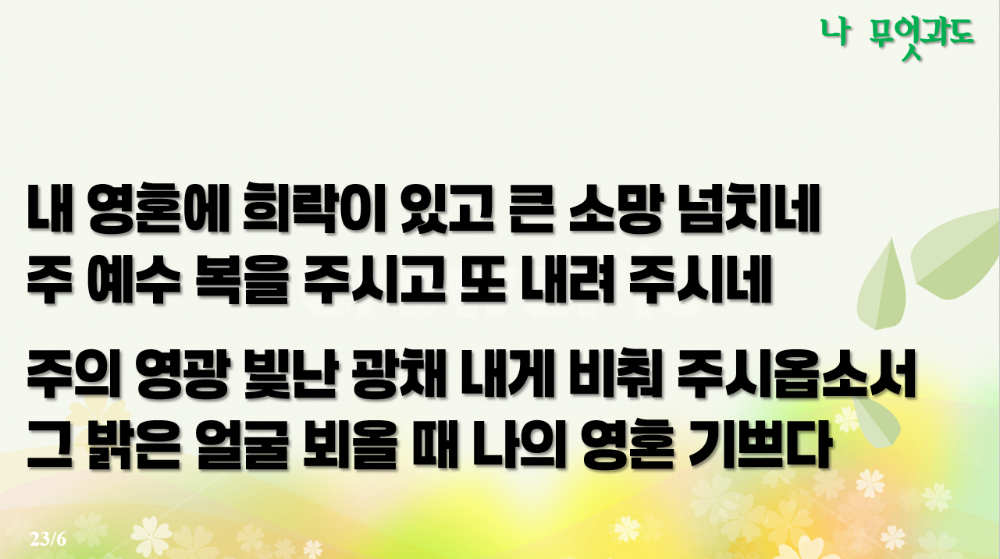 나 무엇과도
내 영혼에 희락이 있고 큰 소망 넘치네
주 예수 복을 주시고 또 내려 주시네
주의 영광 빛난 광채 내게 비춰 주시옵소서
그 밝은 얼굴 뵈올 때 나의 영혼 기쁘다
23/6